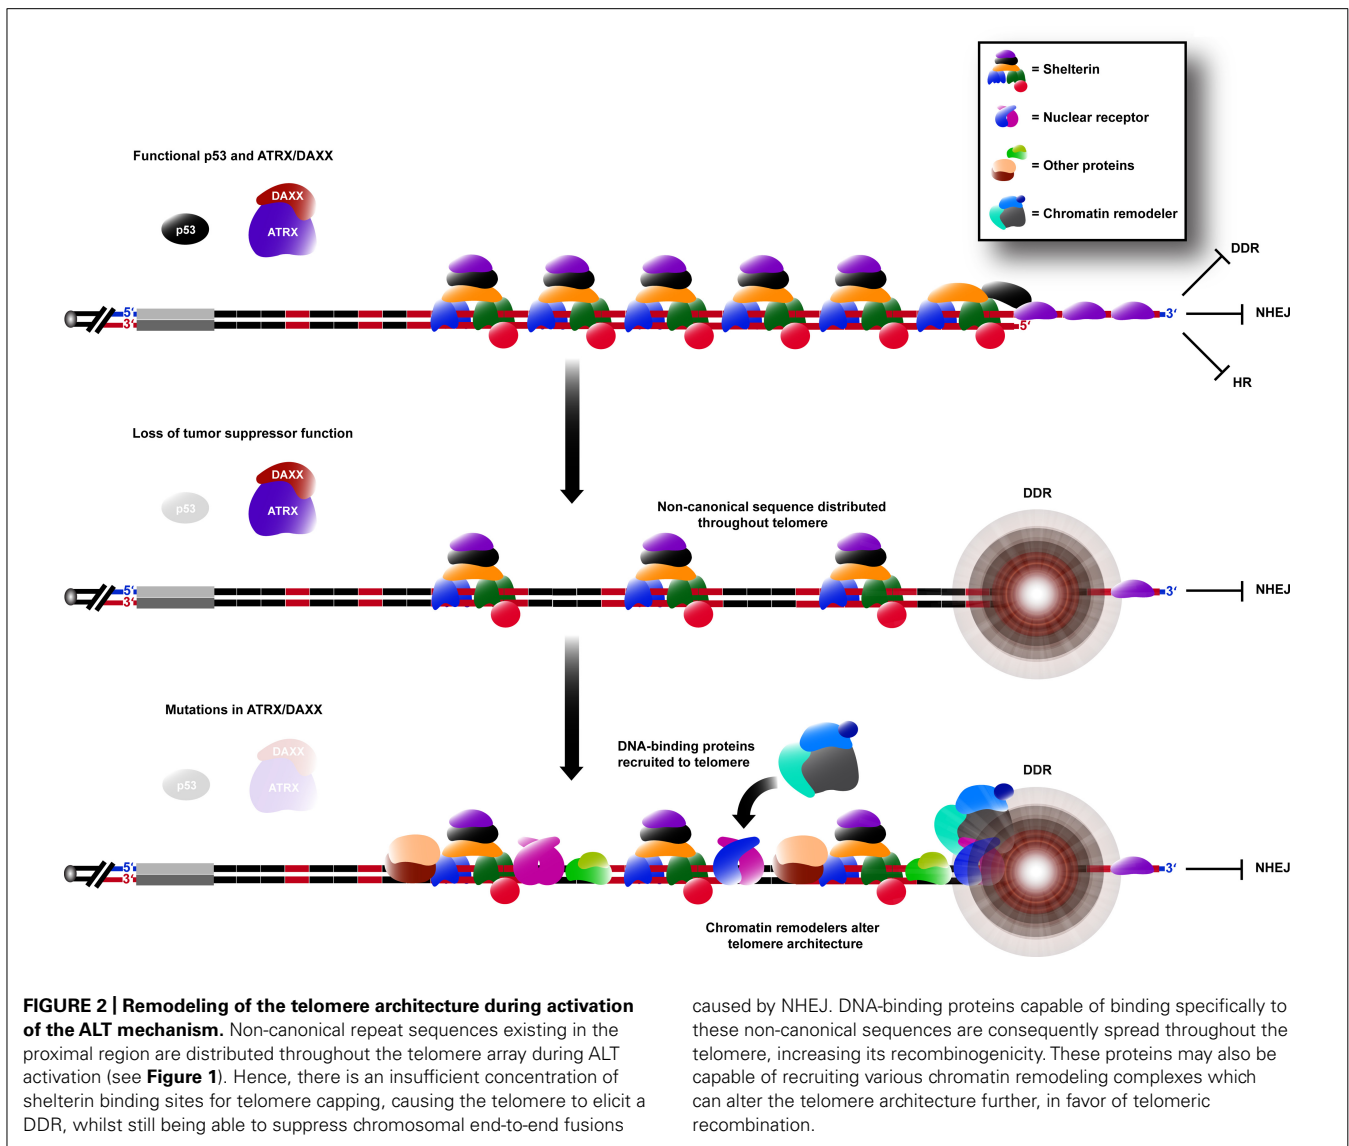 = Shelterin
= Nuclear receptor
= Other proteins
= Chromatin remodeler
Functional p53 and ATRX/DAXX
DAXX
p53
ATRX
5‘
3‘
5‘
3‘
DDR
NHEJ
HR
Loss of tumor suppressor function
DAXX
p53
ATRX
Non-canonical sequence distributed
throughout telomere
DDR
5‘
3‘
3‘
NHEJ
Mutations in ATRX/DAXX
DAXX
p53
ATRX
DNA-binding proteins
recruited to telomere
DDR
5‘
3‘
3‘
NHEJ
Chromatin remodelers alter
telomere architecture
FIGURE 2 | Remodeling of the telomere architecture during activation
of the ALT mechanism. Non-canonical repeat sequences existing in the
proximal region are distributed throughout the telomere array during ALT
activation (see Figure 1). Hence, there is an insufficient concentration of
shelterin binding sites for telomere capping, causing the telomere to elicit a
DDR, whilst still being able to suppress chromosomal end-to-end fusions
caused by NHEJ. DNA-binding proteins capable of binding specifically to
these non-canonical sequences are consequently spread throughout the
telomere, increasing its recombinogenicity. These proteins may also be
capable of recruiting various chromatin remodeling complexes which
can alter the telomere architecture further, in favor of telomeric
recombination.